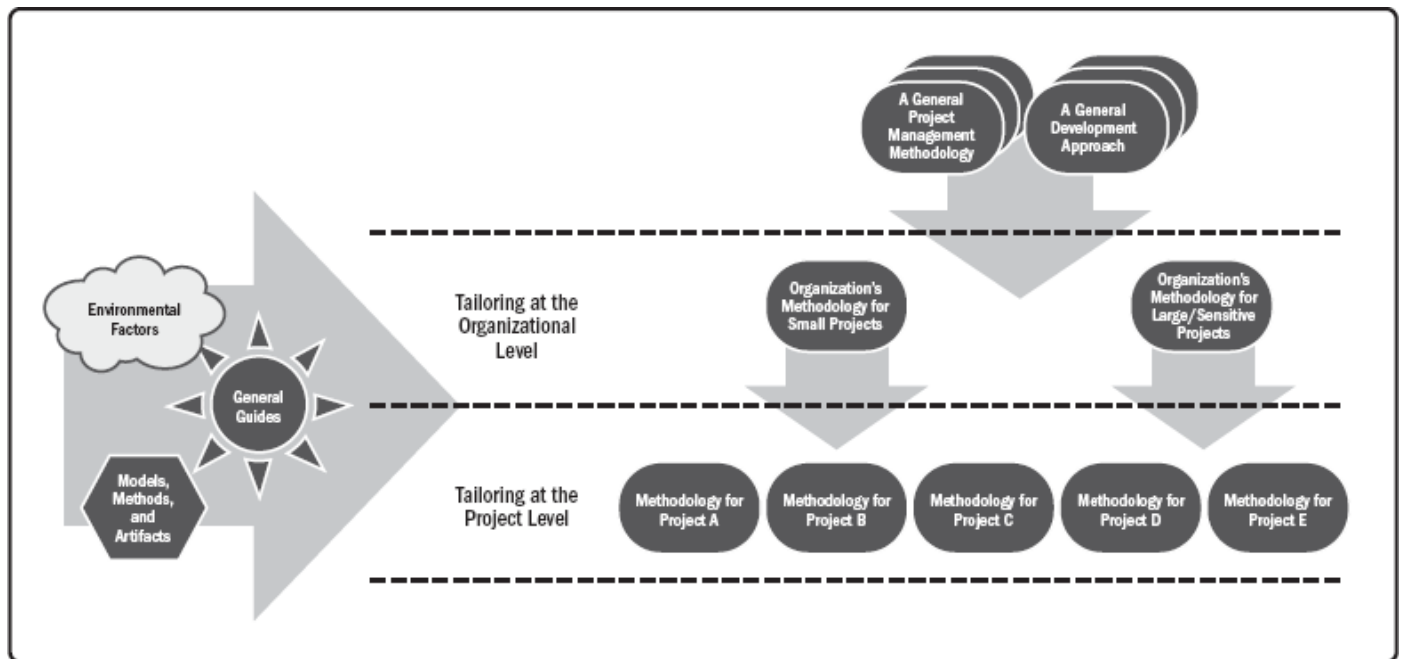 A General
Project
Management
Methodology
A General
Development
Approach
Environmental
Factors
General
Guides
Models,
Methods,
and
Artifacts
Tailoring at the
Organizational
Level
Organization's
Methodology for
Small Projects
Organization's
Methodology for
Large/Sensitive
Projects
Tailoring at the
Project Level
Methodology for
Project A
Methodology for
Project B
Methodology for
Project C
Methodology for
Project D
Methodology for
Project E